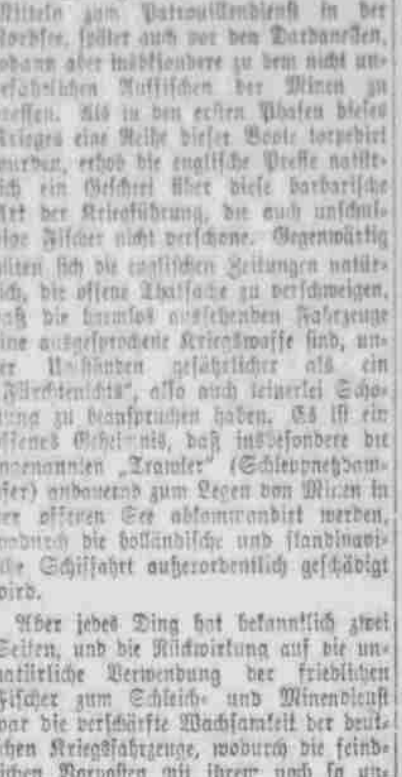 Mitteln zum Patrouillendienst in der
Nordsee, später auch vor den Dardanellen,
sodann aber insbesondere zu dem nicht un-
gefährlichen Auffischen der Minen zu
treffen. Als in den ersten Phasen dieses
Krieges eine Reihe dieser Boote torpedirt
wurden, erhob die englische Presse natür-
lich ein Geschrei über diese barbarische
Art der Kriegführung, die auch unschul-
dige Fischer nicht verschone. Gegenwärtig
hüten sich die englischen Zeitungen natür-
lich, die offene Thatsache zu verschweigen,
daß die harmlos aussehenden Fahrzeuge
eine ausgesprochene Kriegswaffe sind, un-
ter Umständen gefährlicher als ein
„Fürchtenichts“, also auch keinerlei Scho-
nung zu beanspruchen haben. Es ist ein
offenes Geheimnis, daß insbesondere die
sogenannten „Trawler“ (Schleppnetzdam-
pfer) andauernd zum Legen von Minen in
der offenen See abkommandirt werden,
wodurch die holländische und skandinavi-
sche Schiffahrt außerordentlich geschädigt
wird.
Aber jedes Ding hat bekanntlich zwei
Seiten, und die Rückwirkung auf die un-
natürliche Verwendung der friedlichen
Fischer zum Schleich- und Minendienst
war die verschärfte Wachsamkeit der deut-
schen Kriegsfahrzeuge, wodurch die feind-
lichen Vorposten mit ihrem noch so un-